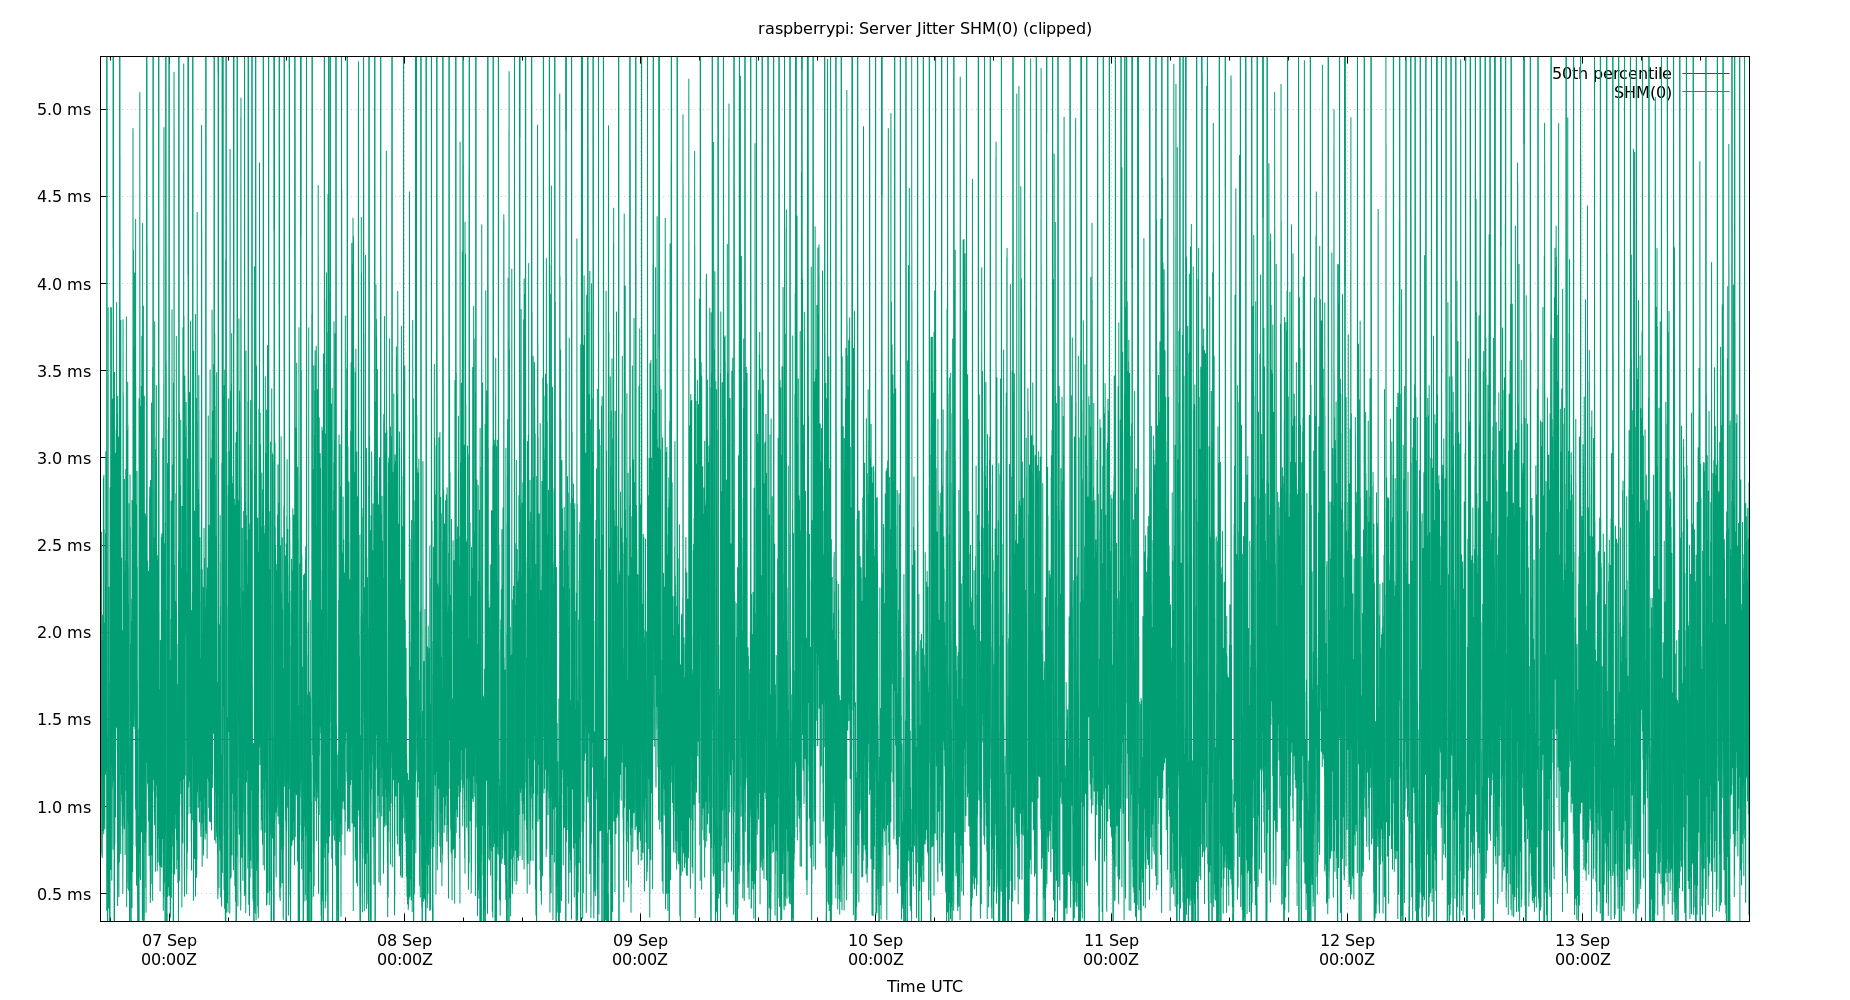 raspberrypi: Server Jitter SHM(0) (clipped)
50th percentile
SHM(0)
5.0 ms
4.5 ms
4.0 ms
3.5 ms
3.0 ms
2.5 ms
2.0 ms
1.5 ms
1.0 ms
0.5 ms
07 Sep 08 Sep 09 Sep 10 Sep 11 Sep 12 Sep 13 Sep
00:00Z 00:00Z 00:00Z 00:00Z 00:00Z 00:00Z 00:00Z
Time UTC